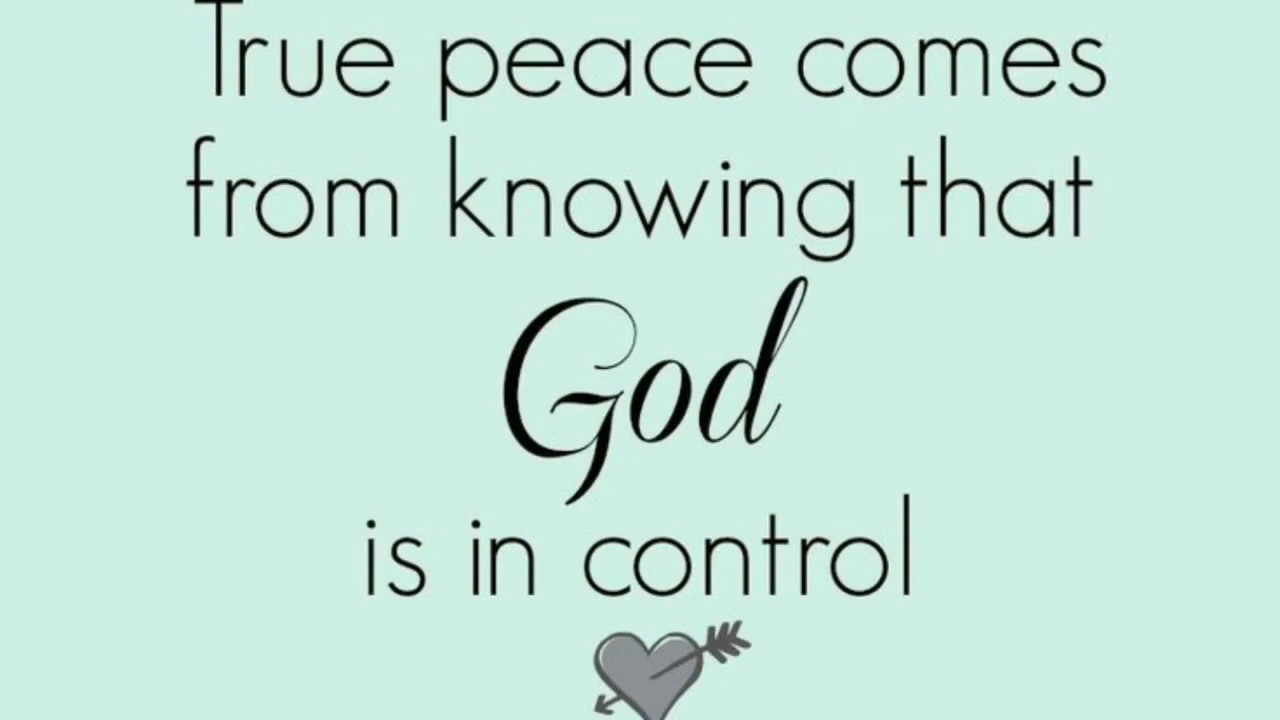 True peace comes
from knowing that
God
is in control